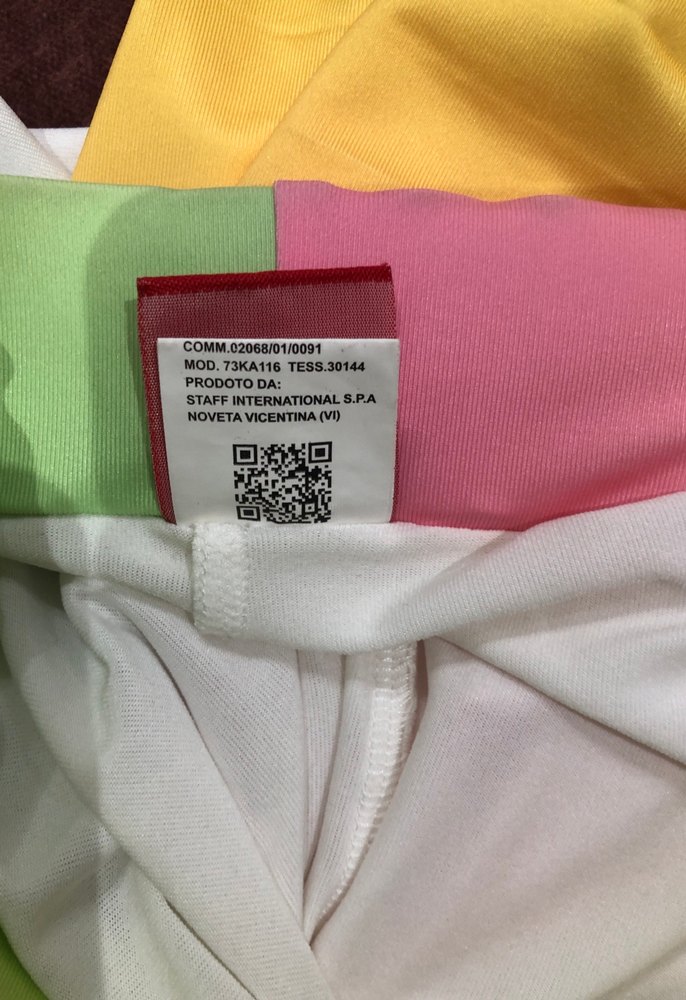 COMM.02068/01/0091
MOD. 73KA116 TESS.30144
PRODOTO DA:
STAFF INTERNATIONAL S.P.A
NOVETA VICENTINA (VI)